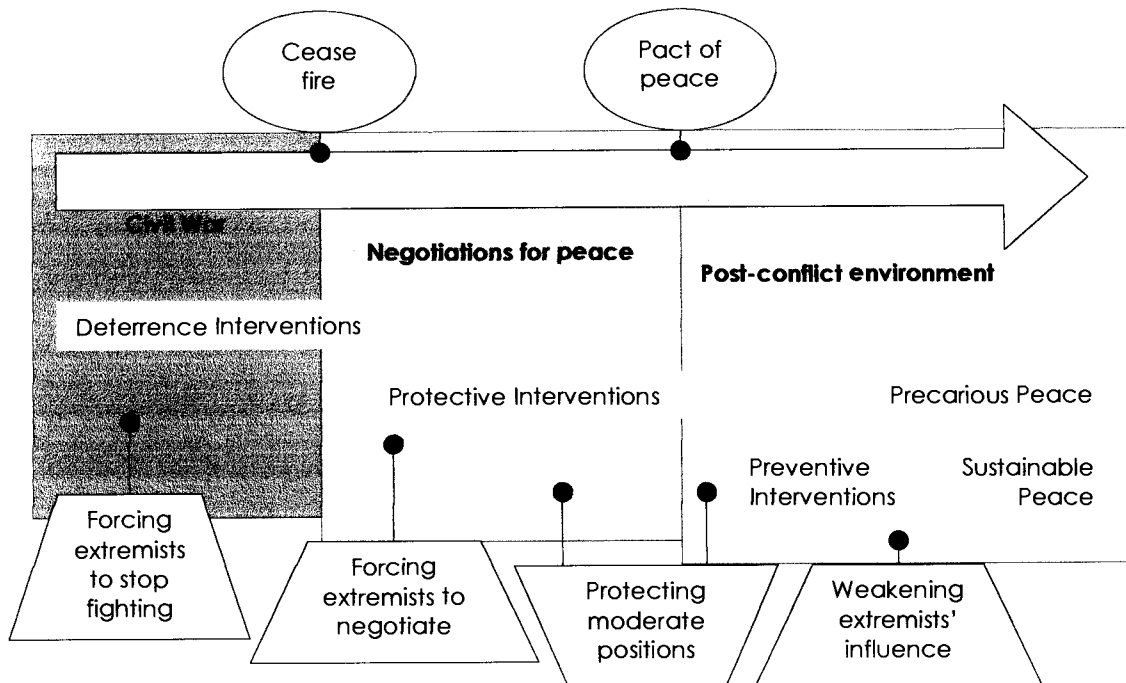 Cease
fire
Pact of
peace
Civil War
Negotiations for peace
Post-conflict environment
Deterrence Interventions
Protective Interventions
Precarious Peace
Preventive
Interventions
Sustainable
Peace
Forcing
extremists
to stop
fighting
Forcing
extremists to
negotiate
Protecting
moderate
positions
Weakening
extremists'
influence